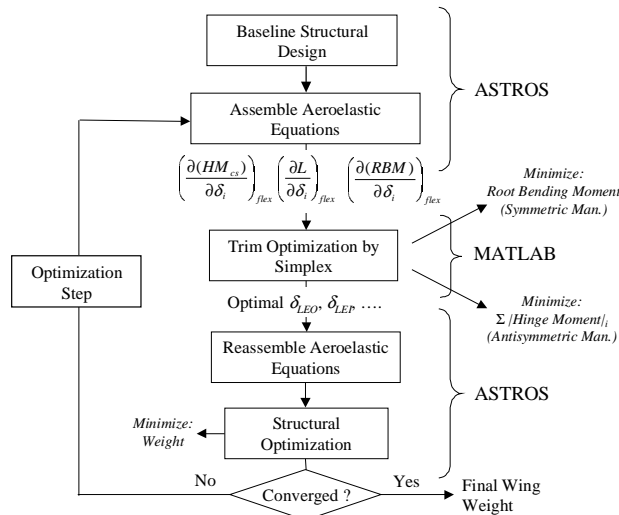 Baseline Structural
Design
ASTROS
Assemble Aeroelastic
Equations
(∂(HM_cs)/∂δ_i)_flex (∂L/∂δ_i)_flex (∂(RBM)/∂δ_i)_flex
Minimize:
Root Bending Moment
(Symmetric Man.)
Trim Optimization by
Simplex
MATLAB
Optimization
Step
Optimal δ_LEO, δ_LEI, ....
Minimize:
Σ |Hinge Moment|_i
(Antisymmetric Man.)
Reassemble Aeroelastic
Equations
ASTROS
Minimize:
Weight
Structural
Optimization
No
Converged ?
Yes
Final Wing
Weight